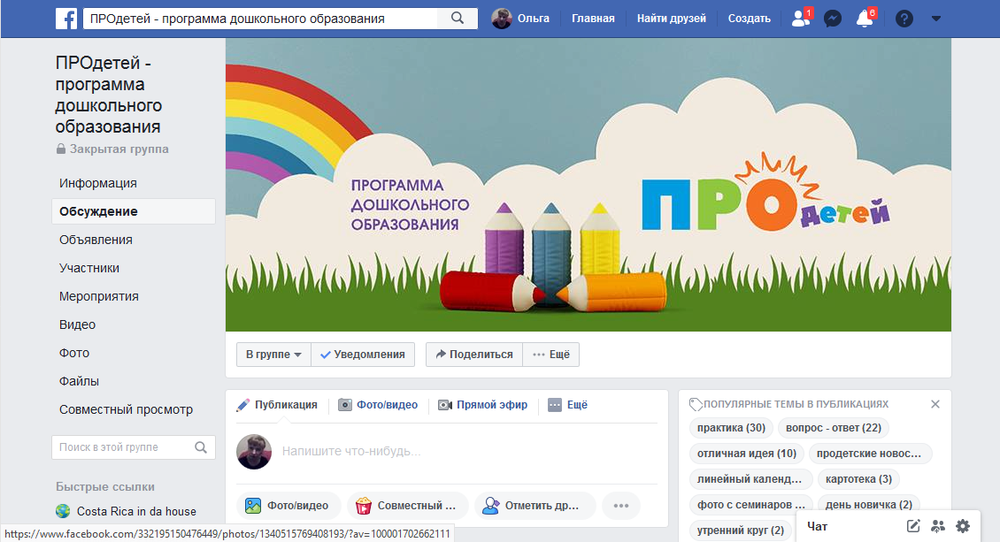 ПРОдетей - программа дошкольного образования
Ольга
Главная
Найти друзей
Создать
1
6
ПРОдетей -
программа
дошкольного
образования
Закрытая группа
Информация
Обсуждение
Объявления
Участники
Мероприятия
Видео
Фото
Файлы
Совместный просмотр
Поиск в этой группе
Быстрые ссылки
Costa Rica in da house
ПРОГРАММА
ДОШКОЛЬНОГО
ОБРАЗОВАНИЯ
ПРО детей
В группе
Уведомления
Поделиться
Ещё
Публикация
Фото/видео
Прямой эфир
Ещё
Напишите что-нибудь...
Фото/видео
Совместный ...
Отметить др...
ПОПУЛЯРНЫЕ ТЕМЫ В ПУБЛИКАЦИЯХ
практика (30) вопрос - ответ (22)
отличная идея (10) продетские новос...
линейный календ... картотека (3)
фото с семинаров ... день новичка (2)
утренний круг (2)
Чат
https://www.facebook.com/332195150476449/photos/1340515769408193/?av=100001702662111